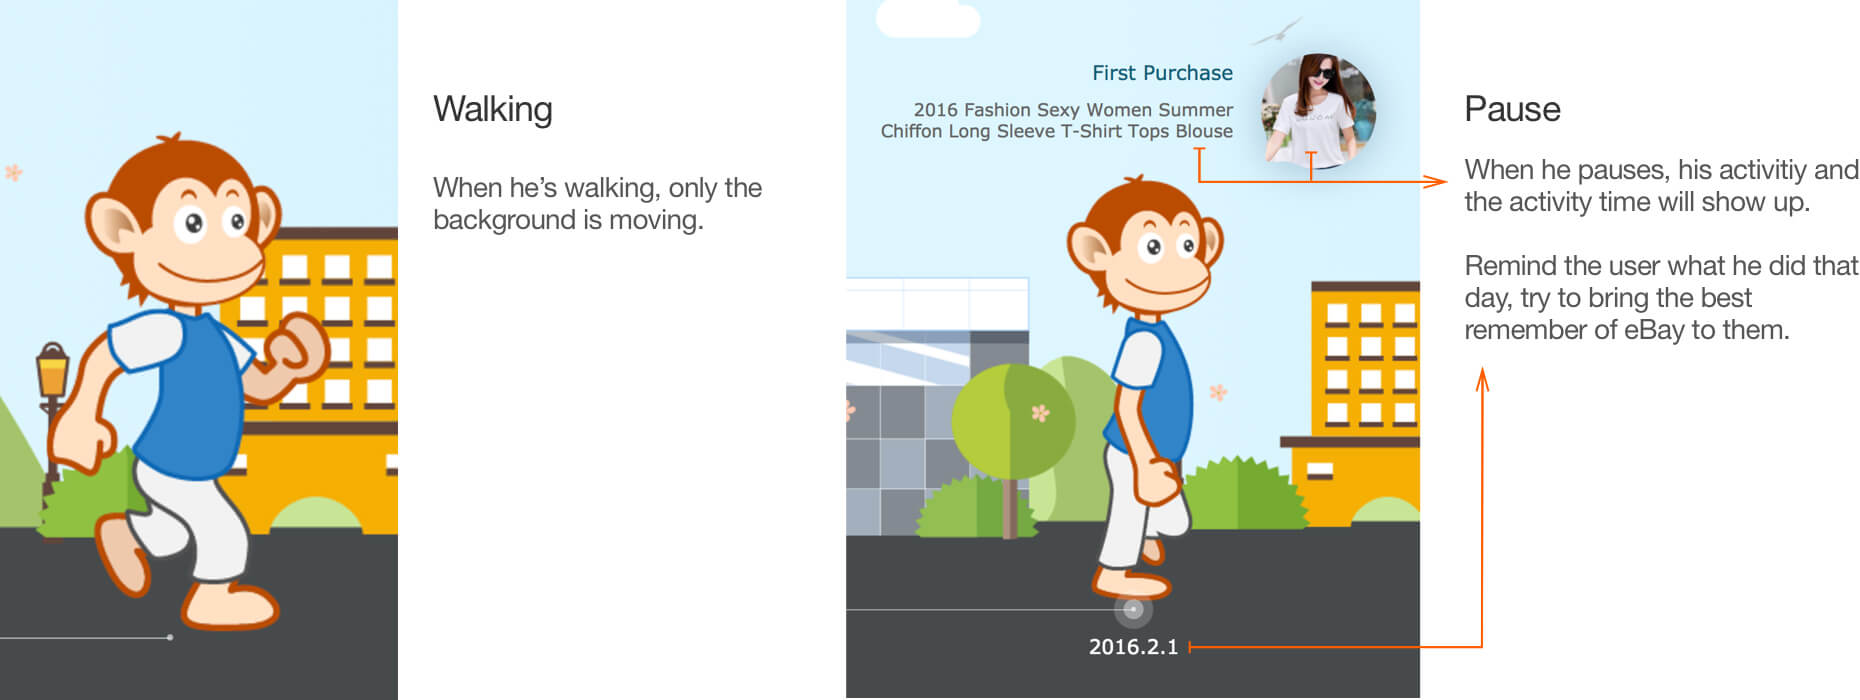 Walking
When he’s walking, only the
background is moving.
First Purchase
2016 Fashion Sexy Women Summer
Chiffon Long Sleeve T-Shirt Tops Blouse
2016.2.1
Pause
When he pauses, his activitiy and
the activity time will show up.
Remind the user what he did that
day, try to bring the best
remember of eBay to them.